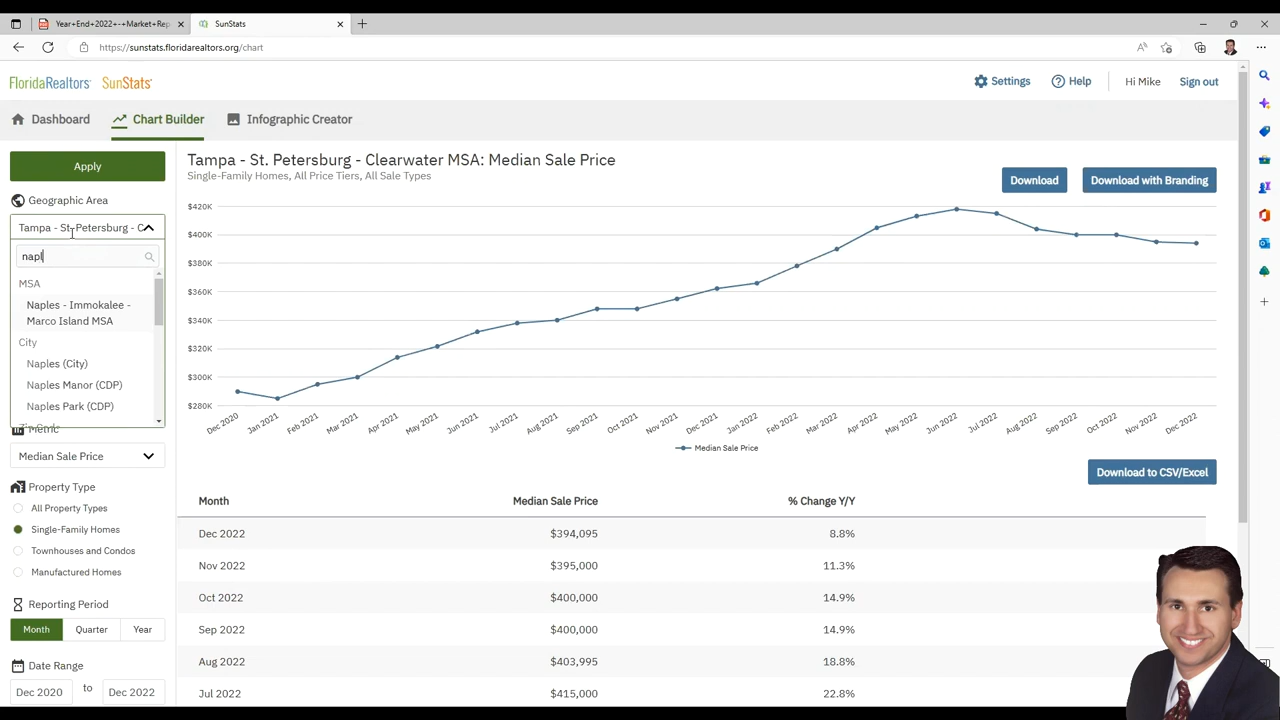 Year+End+2022+-+Market+Rep
SunStats
https://sunstats.floridarealtors.org/chart
FloridaRealtors® SunStats®
Settings
Help
Hi Mike
Sign out
Dashboard
Chart Builder
Infographic Creator
Apply
Geographic Area
Tampa - St. Petersburg - C
napl
MSA
Naples - Immokalee -
Marco Island MSA
City
Naples (City)
Naples Manor (CDP)
Naples Park (CDP)
Metric
Median Sale Price
Property Type
All Property Types
Single-Family Homes
Townhouses and Condos
Manufactured Homes
Reporting Period
Month Quarter Year
Date Range
Dec 2020 to Dec 2022
Tampa - St. Petersburg - Clearwater MSA: Median Sale Price
Single-Family Homes, All Price Tiers, All Sale Types
Download
Download with Branding
$420K
$400K
$380K
$360K
$340K
$320K
$300K
$280K
Dec 2020 Jan 2021 Feb 2021 Mar 2021 Apr 2021 May 2021 Jun 2021 Jul 2021 Aug 2021 Sep 2021 Oct 2021 Nov 2021 Dec 2021 Jan 2022 Feb 2022 Mar 2022 Apr 2022 May 2022 Jun 2022 Jul 2022 Aug 2022 Sep 2022 Oct 2022 Nov 2022 Dec 2022
Median Sale Price
Download to CSV/Excel
Month Median Sale Price % Change Y/Y
Dec 2022 $394,095 8.8%
Nov 2022 $395,000 11.3%
Oct 2022 $400,000 14.9%
Sep 2022 $400,000 14.9%
Aug 2022 $403,995 18.8%
Jul 2022 $415,000 22.8%